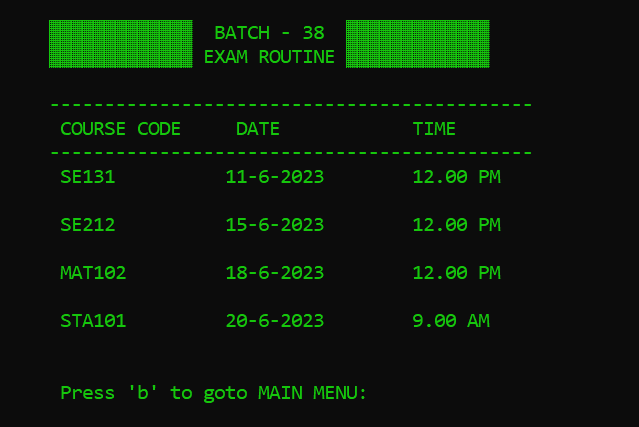 BATCH - 38
EXAM ROUTINE
--------------------------------------------
COURSE CODE     DATE            TIME
--------------------------------------------
SE131          11-6-2023        12.00 PM
SE212          15-6-2023        12.00 PM
MAT102         18-6-2023        12.00 PM
STA101         20-6-2023        9.00 AM
Press 'b' to goto MAIN MENU: